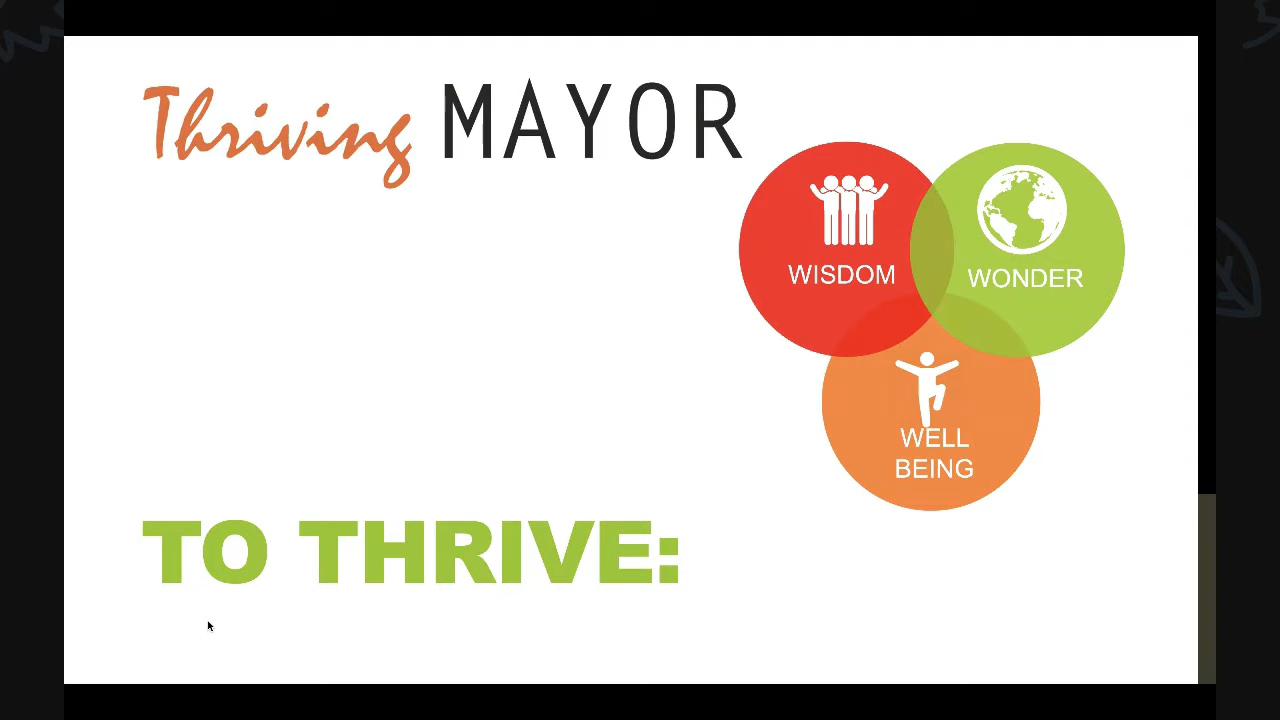 Thriving MAYOR
WISDOM
WONDER
WELL
BEING
TO THRIVE: